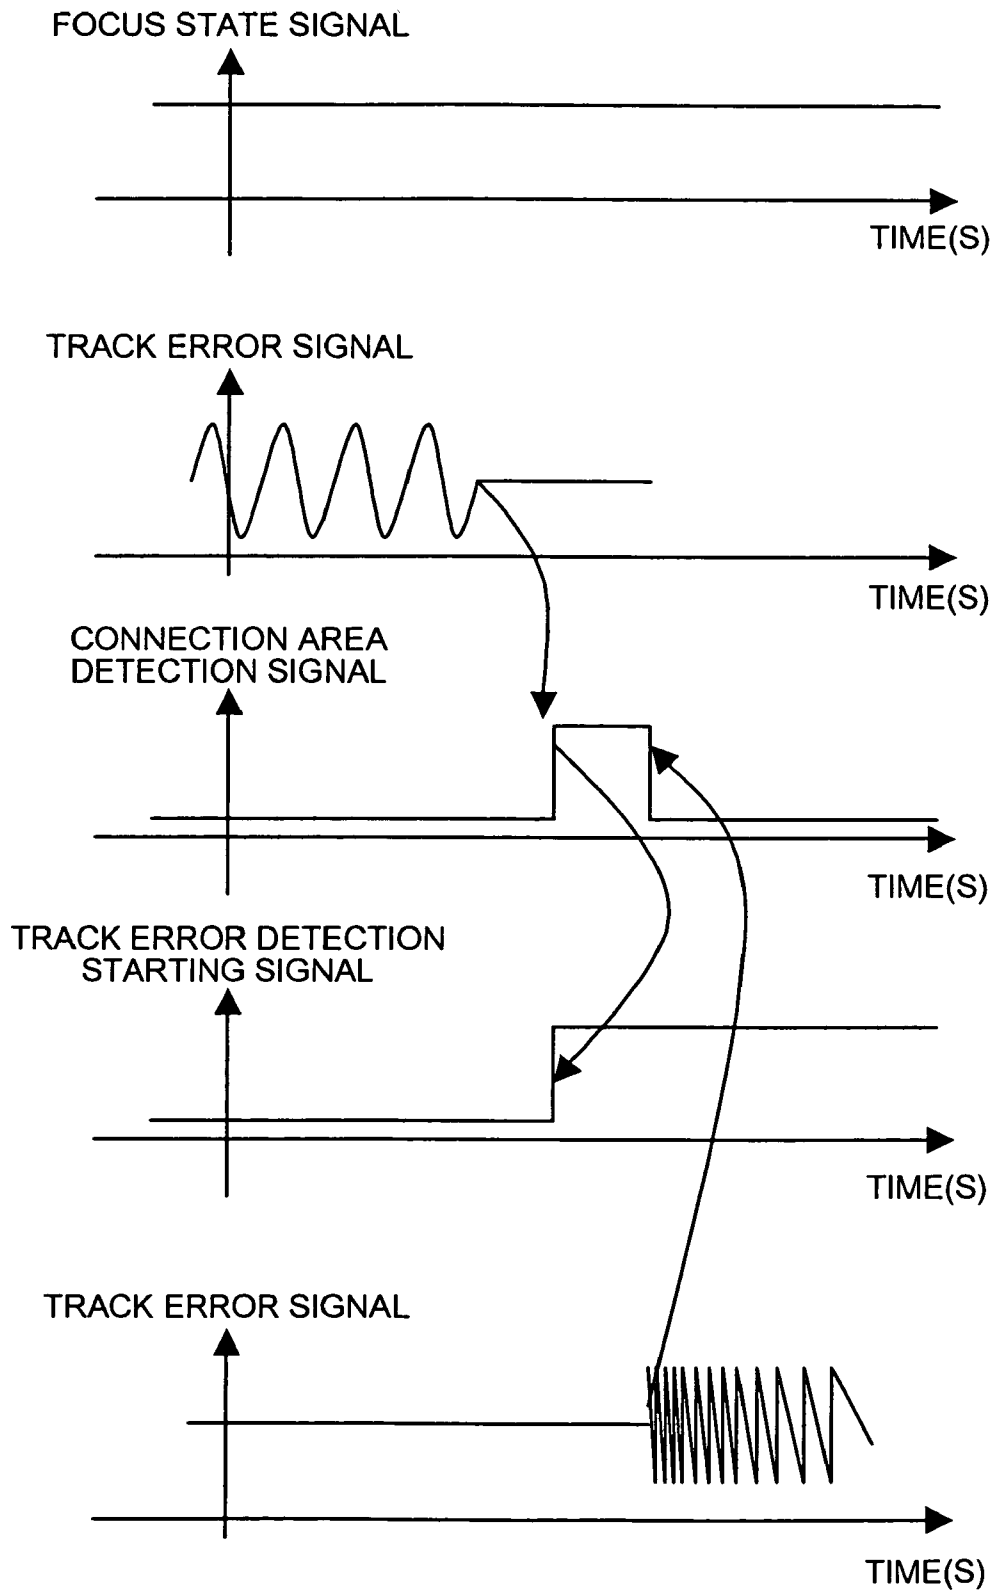 FOCUS STATE SIGNAL
TIME(S)
TRACK ERROR SIGNAL
TIME(S)
CONNECTION AREA
DETECTION SIGNAL
TIME(S)
TRACK ERROR DETECTION
STARTING SIGNAL
TIME(S)
TRACK ERROR SIGNAL
TIME(S)